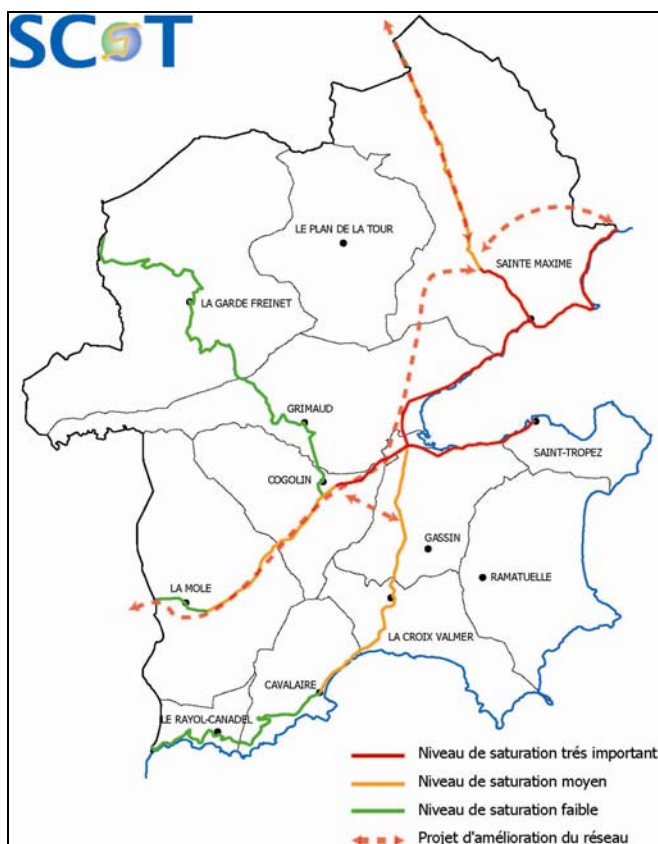 SCOT
LE PLAN DE LA TOUR
SAINTE MAXIME
LA GARDE FREINET
GRIMAUD
SAINT-TROPEZ
COGOLIN
GASSIN
RAMATUELLE
LA MOLE
LA CROIX VALMER
CAVALAIRE
LE RAYOL-CANADEL
Niveau de saturation trés important
Niveau de saturation moyen
Niveau de saturation faible
Projet d'amélioration du réseau